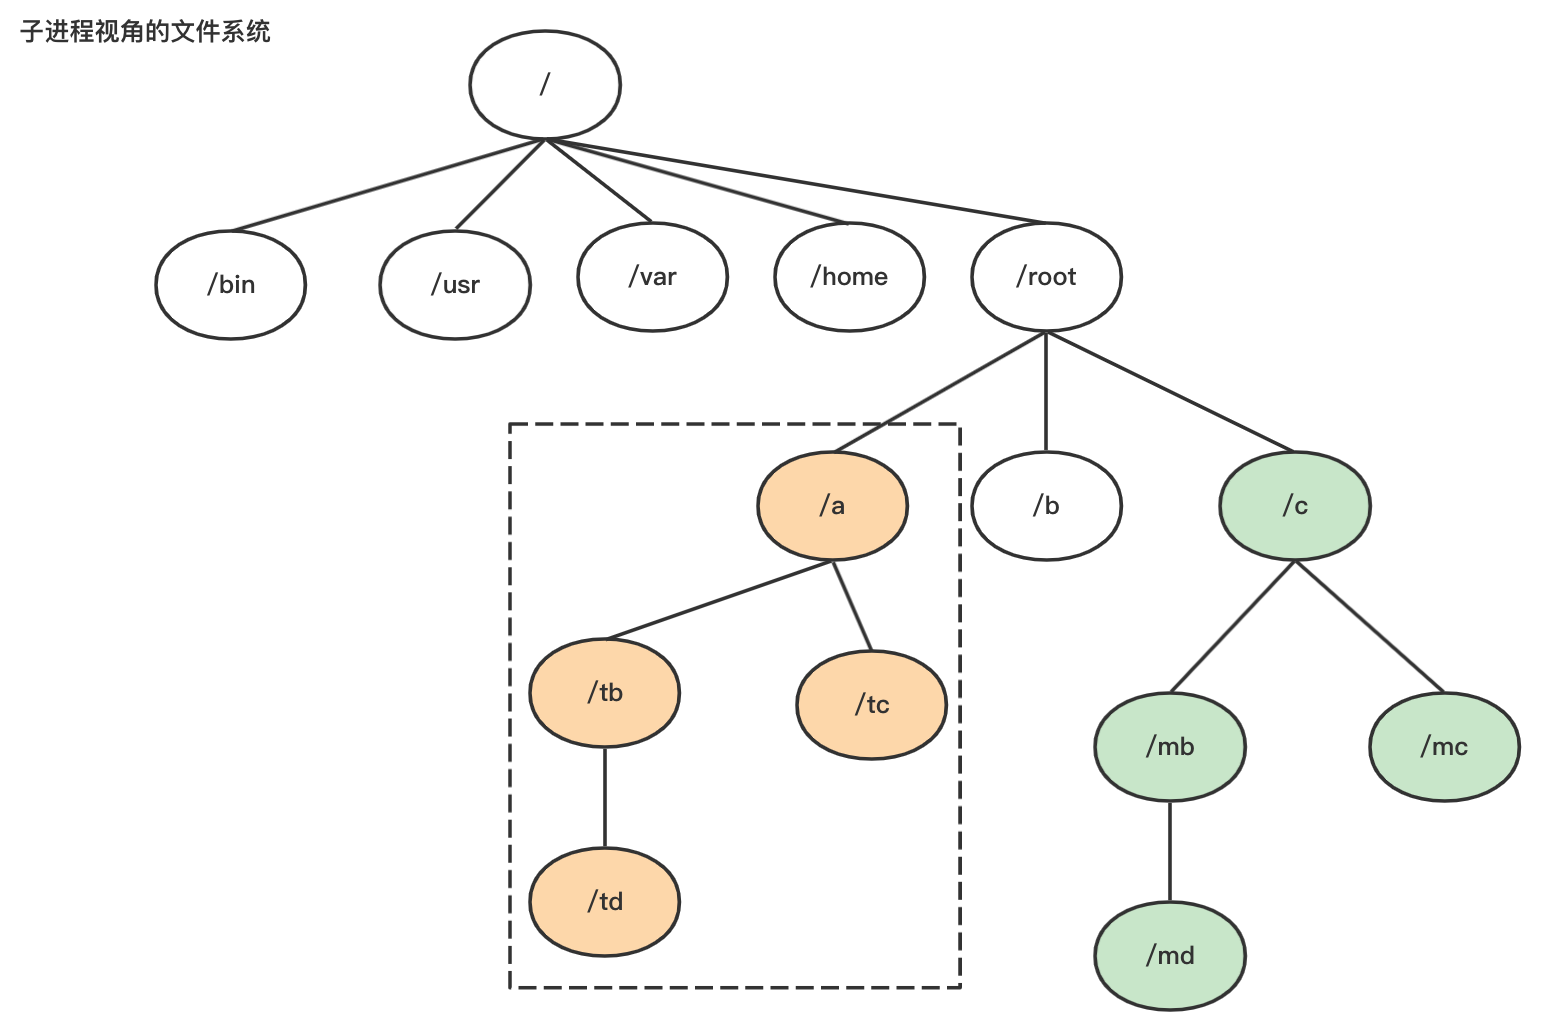 子进程视角的文件系统
/
/bin
/usr
/var
/home
/root
/a
/b
/c
/tb
/tc
/mb
/mc
/td
/md